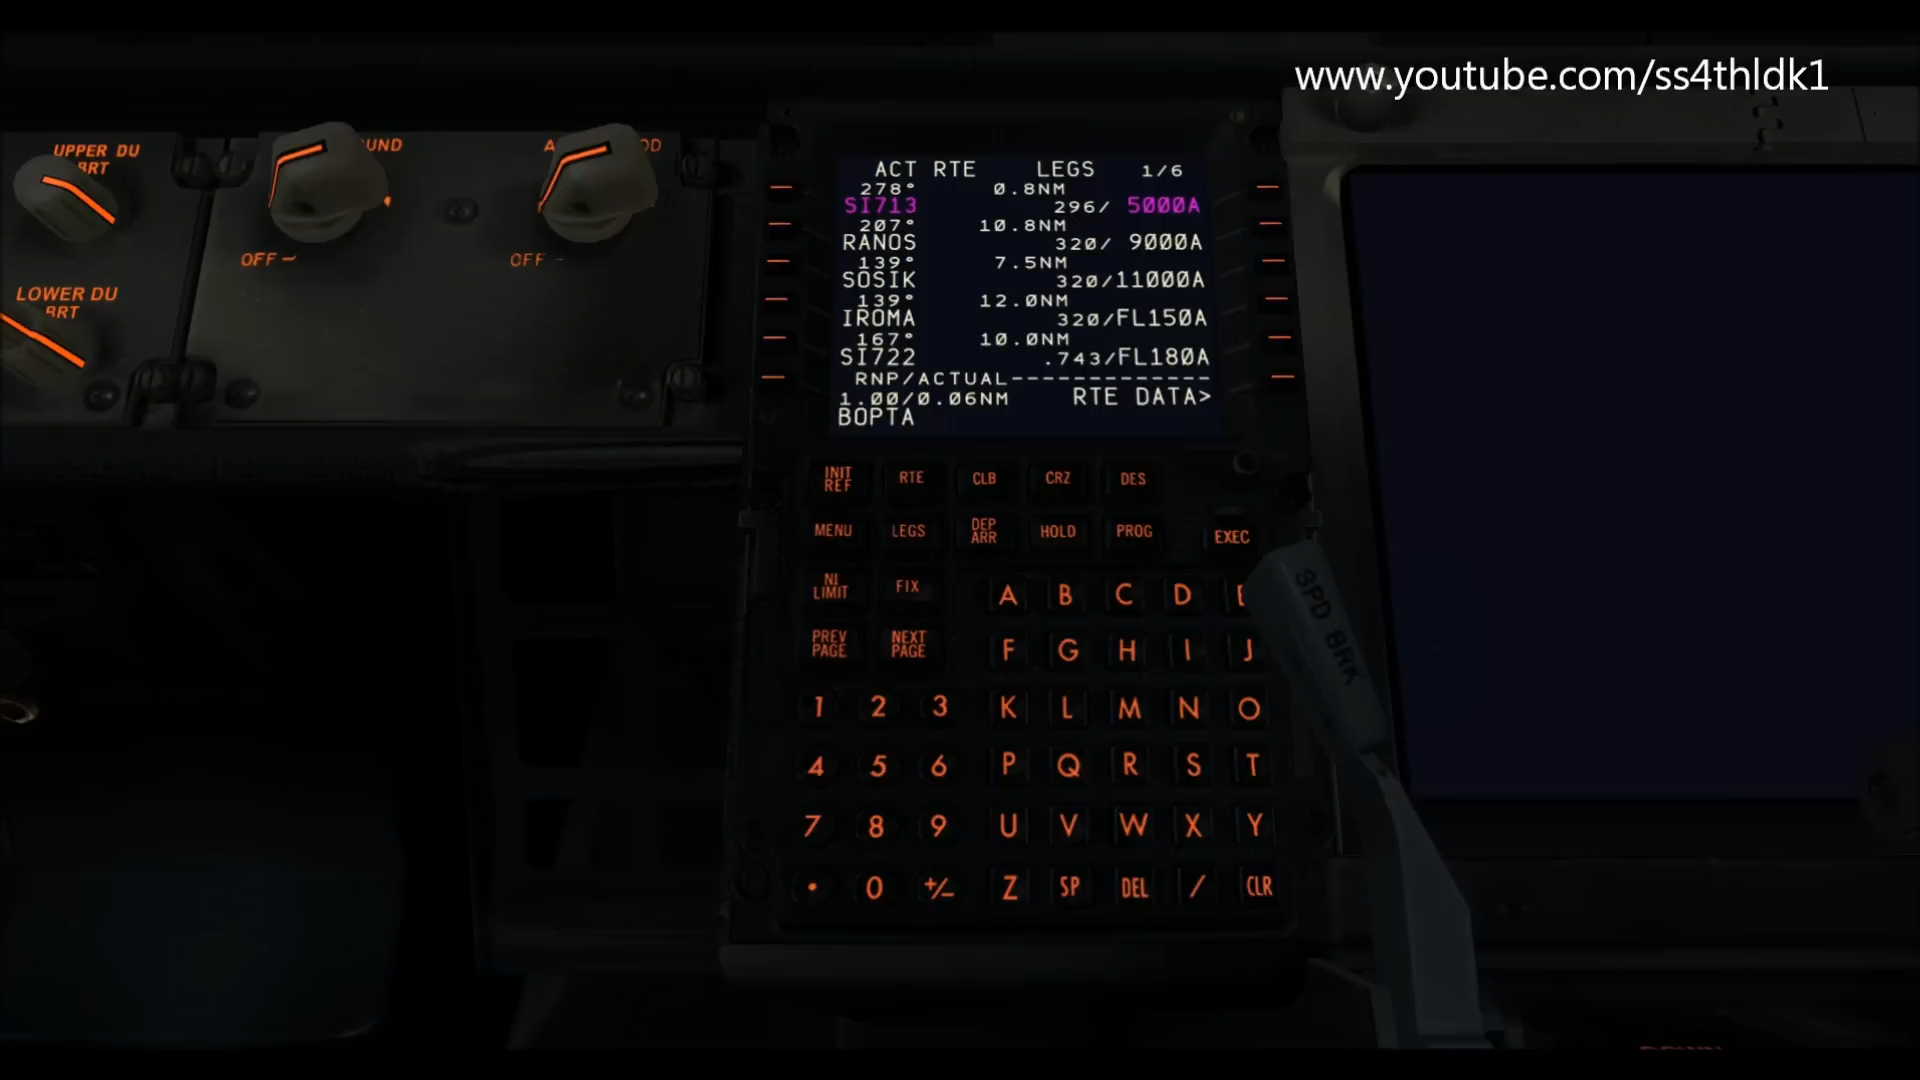 www.youtube.com/ss4thldk1
UPPER DU
BRT
UND
OFF
A OD
OFF
LOWER DU
BRT
ACT RTE LEGS 1/6
278° 0.8NM
SI713 296/ 5000A
207° 10.8NM
RANOS 320/ 9000A
139° 7.5NM
SOSIK 320/11000A
139° 12.0NM
IROMA 320/FL150A
167° 10.0NM
SI722 .743/FL180A
RNP/ACTUAL--------------
1.00/0.06NM RTE DATA>
BOPTA
INIT REF RTE CLB CRZ DES
MENU LEGS DEP ARR HOLD PROG EXEC
N1 LIMIT FIX
PREV PAGE NEXT PAGE
A B C D E
F G H I J
1 2 3 K L M N O
4 5 6 P Q R S T
7 8 9 U V W X Y
. 0 +/- Z SP DEL / CLR
SPD BRK